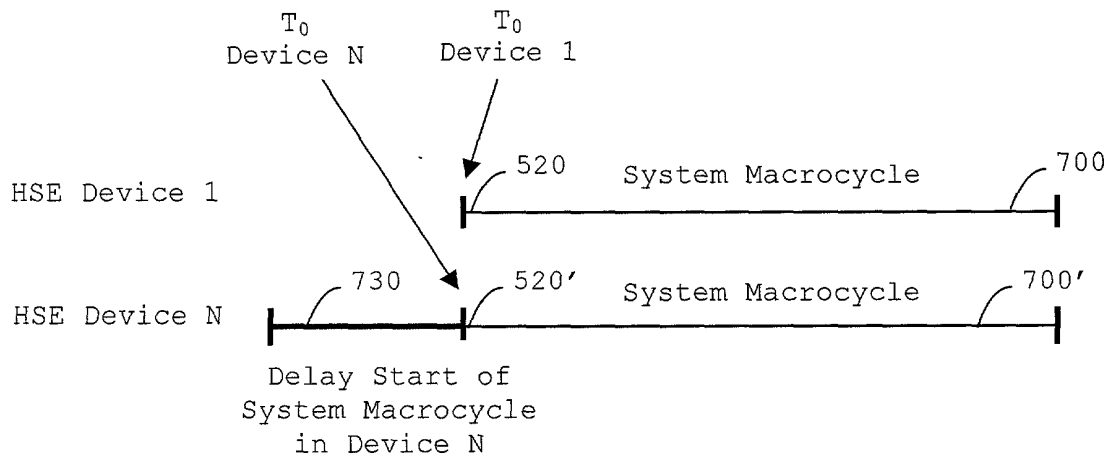 T₀
Device N
T₀
Device 1
HSE Device 1
520
System Macrocycle
700
HSE Device N
730
520′
System Macrocycle
700′
Delay Start of
System Macrocycle
in Device N